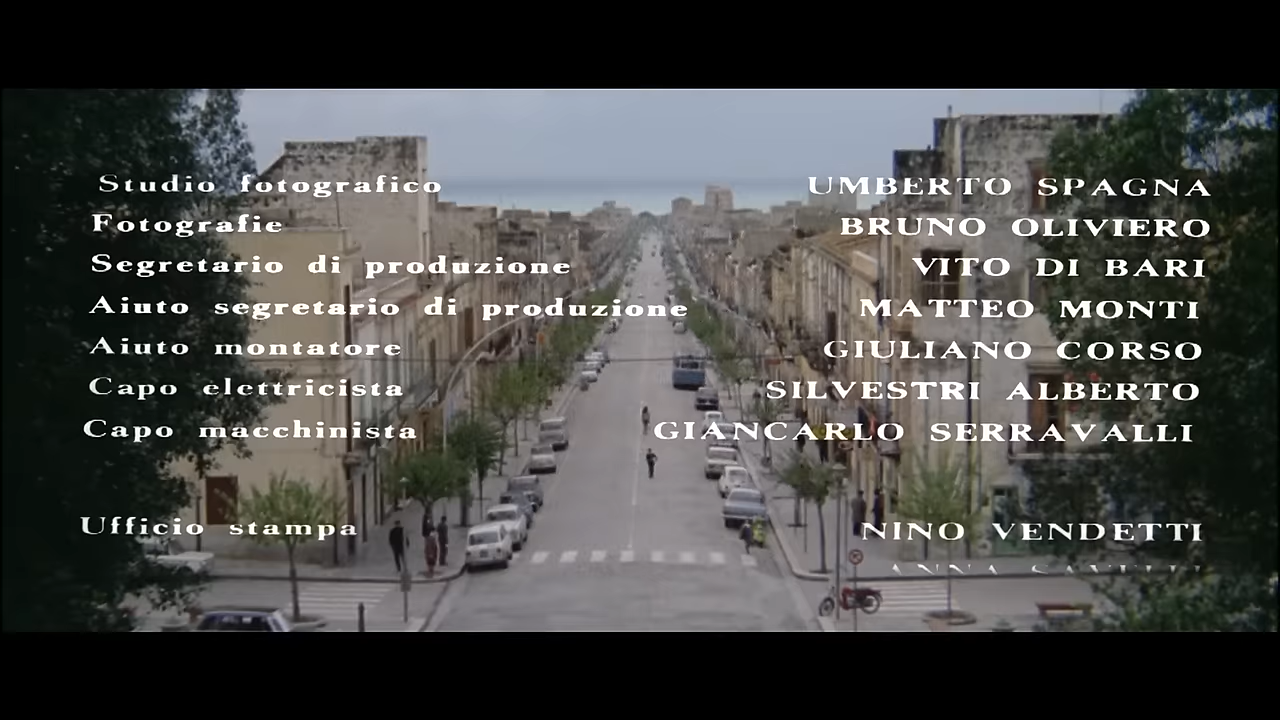 Studio fotografico UMBERTO SPAGNA
Fotografie BRUNO OLIVIERO
Segretario di produzione VITO DI BARI
Aiuto segretario di produzione MATTEO MONTI
Aiuto montatore GIULIANO CORSO
Capo elettricista SILVESTRI ALBERTO
Capo macchinista GIANCARLO SERRAVALLI
Ufficio stampa NINO VENDETTI